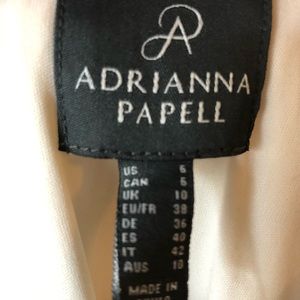 ADRIANNA
PAPELL
US 6
CAN 6
UK 10
EU/FR 38
DE 36
ES 40
IT 42
AUS 10
MADE IN